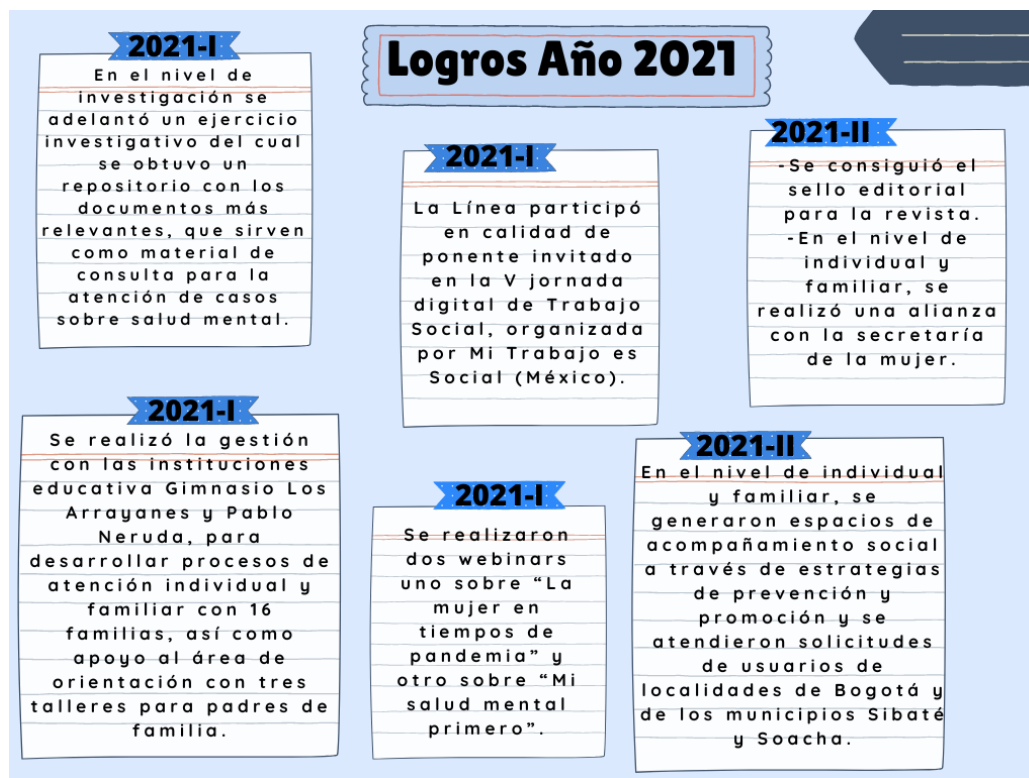 Logros Año 2021
2021-I
En el nivel de
investigación se
adelantó un ejercicio
investigativo del cual
se obtuvo un
repositorio con los
documentos más
relevantes, que sirven
como material de
consulta para la
atención de casos
sobre salud mental.
2021-I
La Línea participó
en calidad de
ponente invitado
en la V jornada
digital de Trabajo
Social, organizada
por Mi Trabajo es
Social (México).
2021-II
-Se consiguió el
sello editorial
para la revista.
-En el nivel de
individual y
familiar, se
realizó una alianza
con la secretaría
de la mujer.
2021-I
Se realizó la gestión
con las instituciones
educativa Gimnasio Los
Arrayanes y Pablo
Neruda, para
desarrollar procesos de
atención individual y
familiar con 16
familias, así como
apoyo al área de
orientación con tres
talleres para padres de
familia.
2021-I
Se realizaron
dos webinars
uno sobre “La
mujer en
tiempos de
pandemia” y
otro sobre “Mi
salud mental
primero”.
2021-II
En el nivel de individual
y familiar, se
generaron espacios de
acompañamiento social
a través de estrategias
de prevención y
promoción y se
atendieron solicitudes
de usuarios de
localidades de Bogotá y
de los municipios Sibaté
y Soacha.